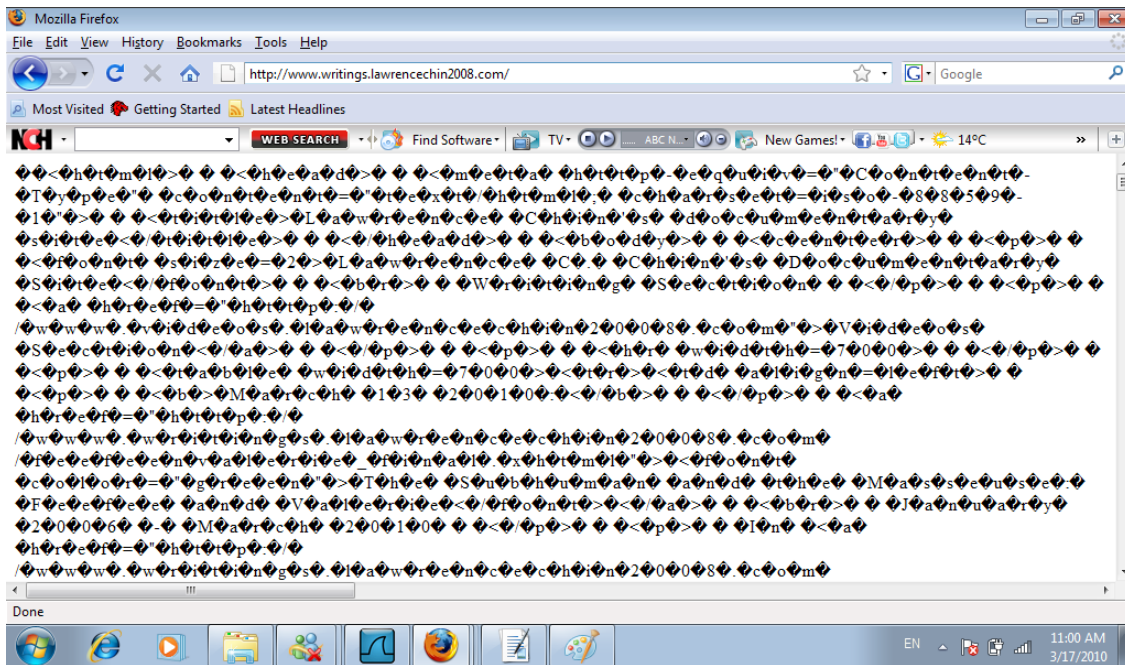 Mozilla Firefox
File Edit View History Bookmarks Tools Help
http://www.writings.lawrencechin2008.com/
Google
Most Visited Getting Started Latest Headlines
NCH WEB SEARCH Find Software TV ABC N... New Games! 14°C »
��<�h�t�m�l�>� � �<�h�e�a�d�>� � �<�m�e�t�a� �h�t�t�p�-�e�q�u�i�v�=�"�C�o�n�t�e�n�t�-
�T�y�p�e�"� �c�o�n�t�e�n�t�=�"�t�e�x�t�/�h�t�m�l�;� �c�h�a�r�s�e�t�=�i�s�o�-�8�8�5�9�-
�1�"�>� � �<�t�i�t�l�e�>�L�a�w�r�e�n�c�e� �C�h�i�n�'�s� �d�o�c�u�m�e�n�t�a�r�y�
�s�i�t�e�<�/�t�i�t�l�e�>� � �<�/�h�e�a�d�>� � �<�b�o�d�y�>� � �<�c�e�n�t�e�r�>� � �<�p�>� �
�<�f�o�n�t� �s�i�z�e�=�2�>�L�a�w�r�e�n�c�e� �C�.� �C�h�i�n�'�s� �D�o�c�u�m�e�n�t�a�r�y�
�S�i�t�e�<�/�f�o�n�t�>� � �<�b�r�>� � �W�r�i�t�i�n�g� �S�e�c�t�i�o�n� � �<�/�p�>� � �<�p�>� �
�<�a� �h�r�e�f�=�"�h�t�t�p�:�/�
/�w�w�w�.�v�i�d�e�o�s�.�l�a�w�r�e�n�c�e�c�h�i�n�2�0�0�8�.�c�o�m�"�>�V�i�d�e�o�s�
�S�e�c�t�i�o�n�<�/�a�>� � �<�/�p�>� � �<�p�>� � �<�h�r� �w�i�d�t�h�=�7�0�0�>� � �<�/�p�>� �
�<�p�>� � �<�t�a�b�l�e� �w�i�d�t�h�=�7�0�0�>�<�t�r�>�<�t�d� �a�l�i�g�n�=�l�e�f�t�>� �
�<�p�>� � �<�b�>�M�a�r�c�h� �1�3� �2�0�1�0�:�<�/�b�>� � �<�/�p�>� � �<�a�
�h�r�e�f�=�"�h�t�t�p�:�/�
/�w�w�w�.�w�r�i�t�i�n�g�s�.�l�a�w�r�e�n�c�e�c�h�i�n�2�0�0�8�.�c�o�m�
/�f�e�e�f�e�e�n�v�a�l�e�r�i�e�_�f�i�n�a�l�.�x�h�t�m�l�"�>�<�f�o�n�t�
�c�o�l�o�r�=�"�g�r�e�e�n�"�>�T�h�e� �S�u�b�h�u�m�a�n� �a�n�d� �t�h�e� �M�a�s�s�e�u�s�e�:�
�F�e�e�f�e�e� �a�n�d� �V�a�l�e�r�i�e�<�/�f�o�n�t�>�<�/�a�>� � �<�b�r�>� � �J�a�n�u�a�r�y�
�2�0�0�6� �-� �M�a�r�c�h� �2�0�1�0� � �<�/�p�>� � �<�p�>� � �I�n� �<�a�
�h�r�e�f�=�"�h�t�t�p�:�/�
/�w�w�w�.�w�r�i�t�i�n�g�s�.�l�a�w�r�e�n�c�e�c�h�i�n�2�0�0�8�.�c�o�m�
Done
EN 11:00 AM
3/17/2010